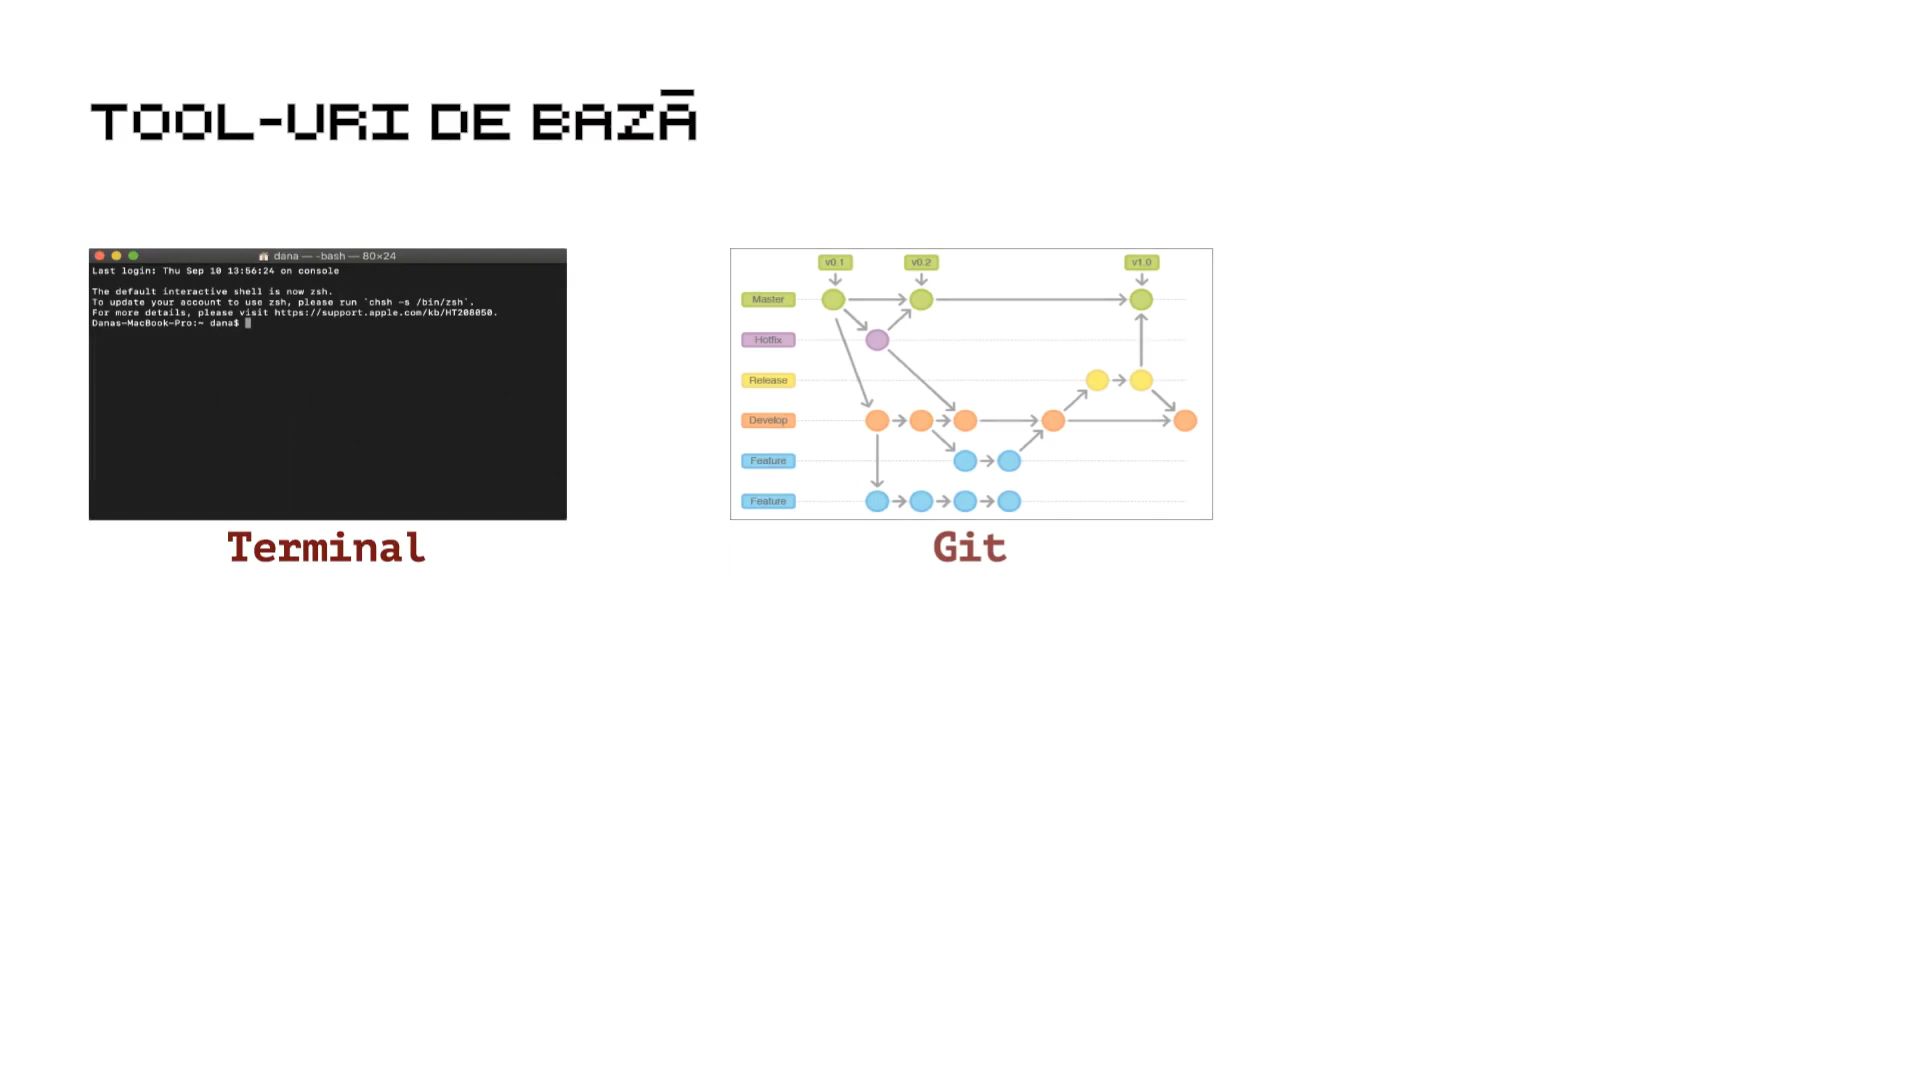 TOOL-URI DE BAZĂ
dana — -bash — 80×24
Last login: Thu Sep 10 13:56:24 on console
The default interactive shell is now zsh.
To update your account to use zsh, please run `chsh -s /bin/zsh`.
For more details, please visit https://support.apple.com/kb/HT208050.
Danas-MacBook-Pro:~ dana$
Terminal
v0.1 v0.2 v1.0
Master
Hotfix
Release
Develop
Feature
Feature
Git